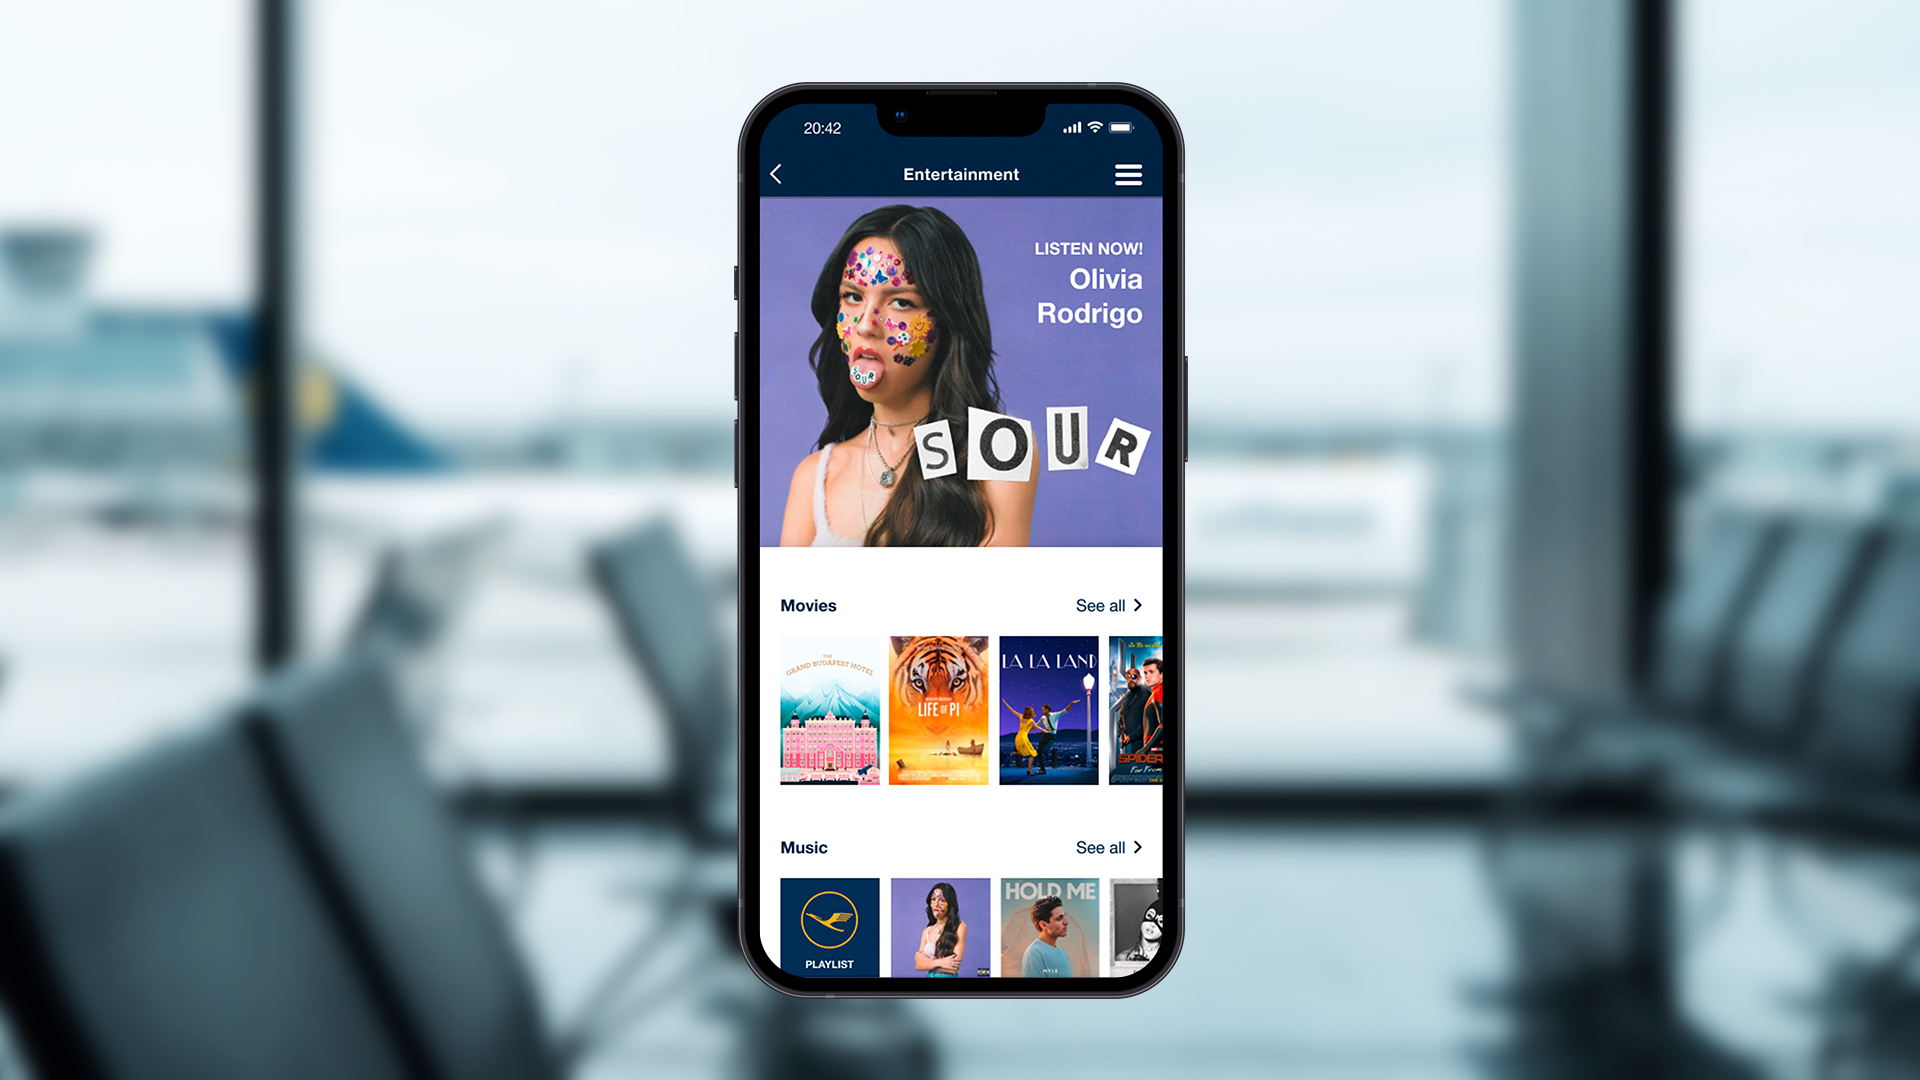 20:42
Entertainment
LISTEN NOW!
Olivia
Rodrigo
SOUR
SOUR
Movies
See all
THE
GRAND BUDAPEST HOTEL
LIFE OF PI
LA LA LAND
SPIDER
Far From
Music
See all
PLAYLIST
HOLD ME